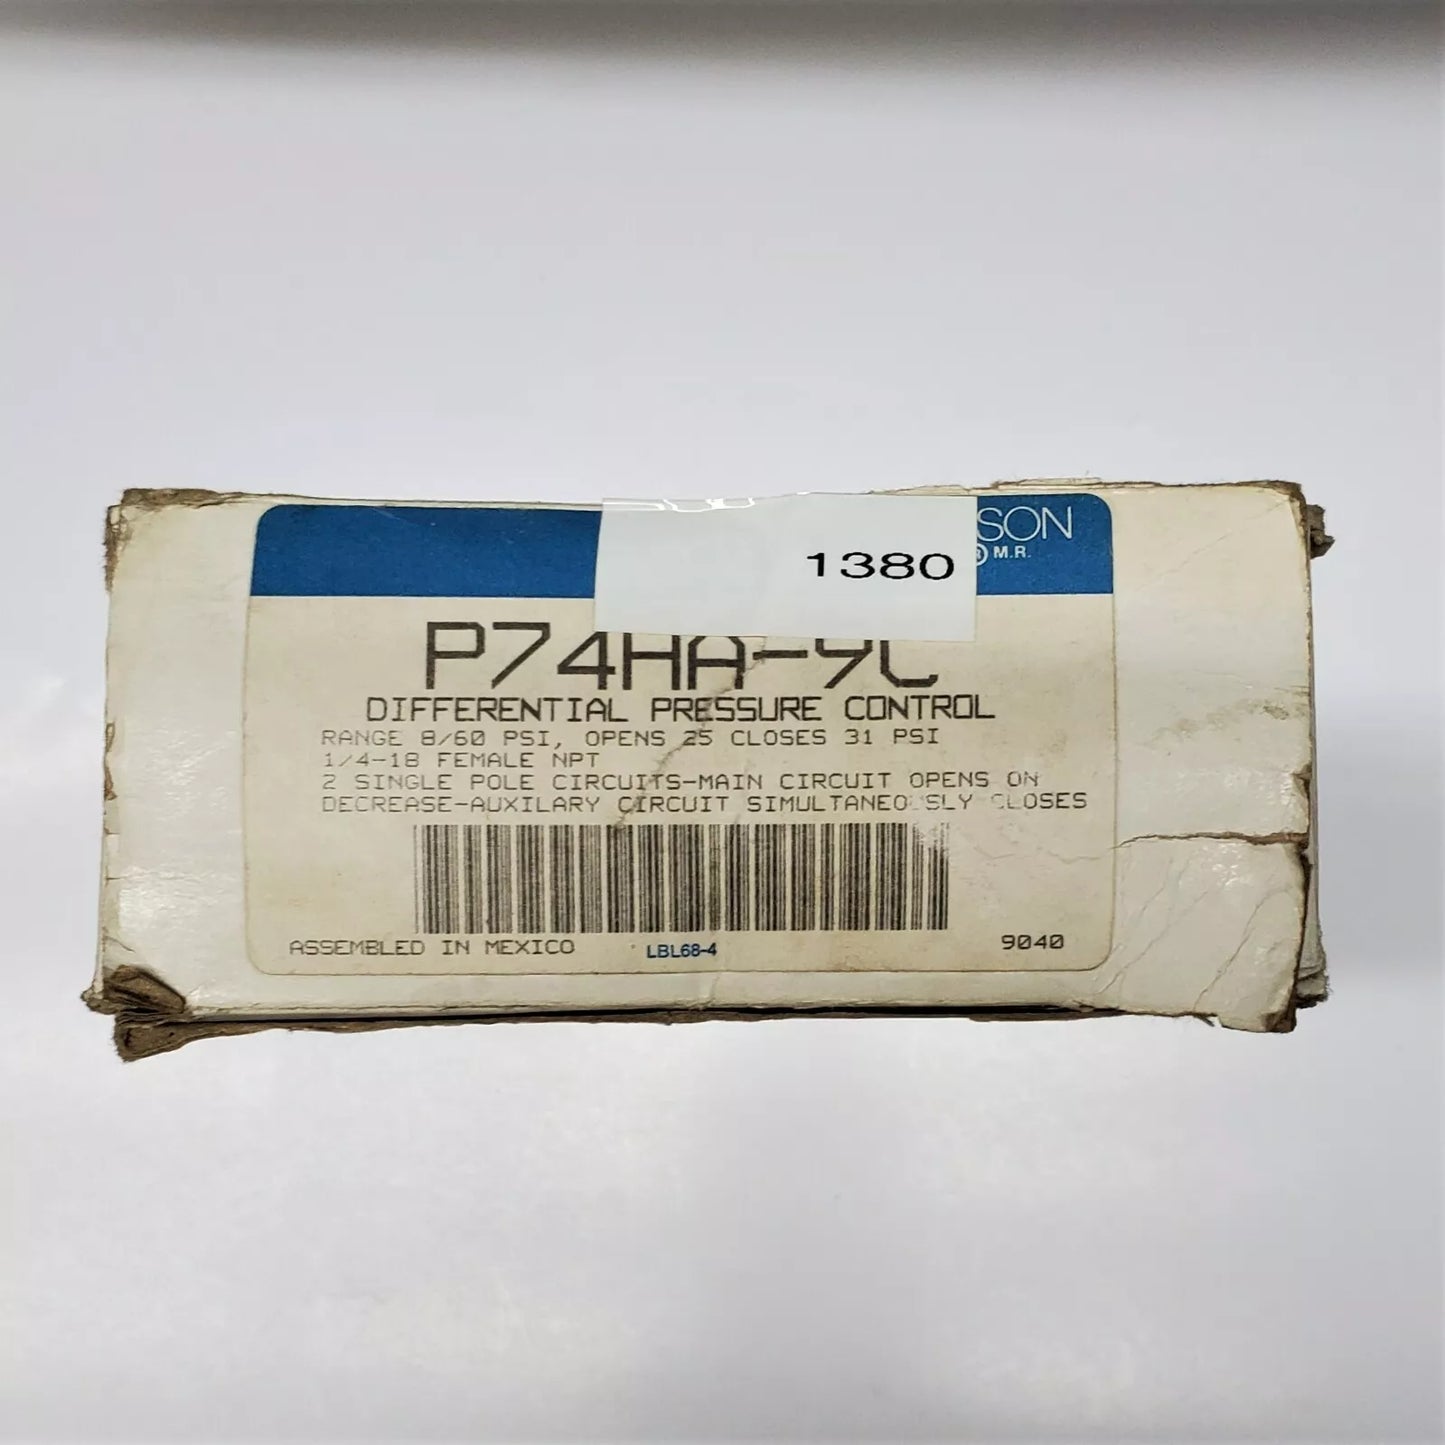 SON
® M.R.
1380
P74HA-9C
DIFFERENTIAL PRESSURE CONTROL
RANGE 8/60 PSI, OPENS 25 CLOSES 31 PSI
1/4-18 FEMALE NPT
2 SINGLE POLE CIRCUITS-MAIN CIRCUIT OPENS ON
DECREASE-AUXILARY CIRCUIT SIMULTANEOUSLY CLOSES
ASSEMBLED IN MEXICO
LBL68-4
9040